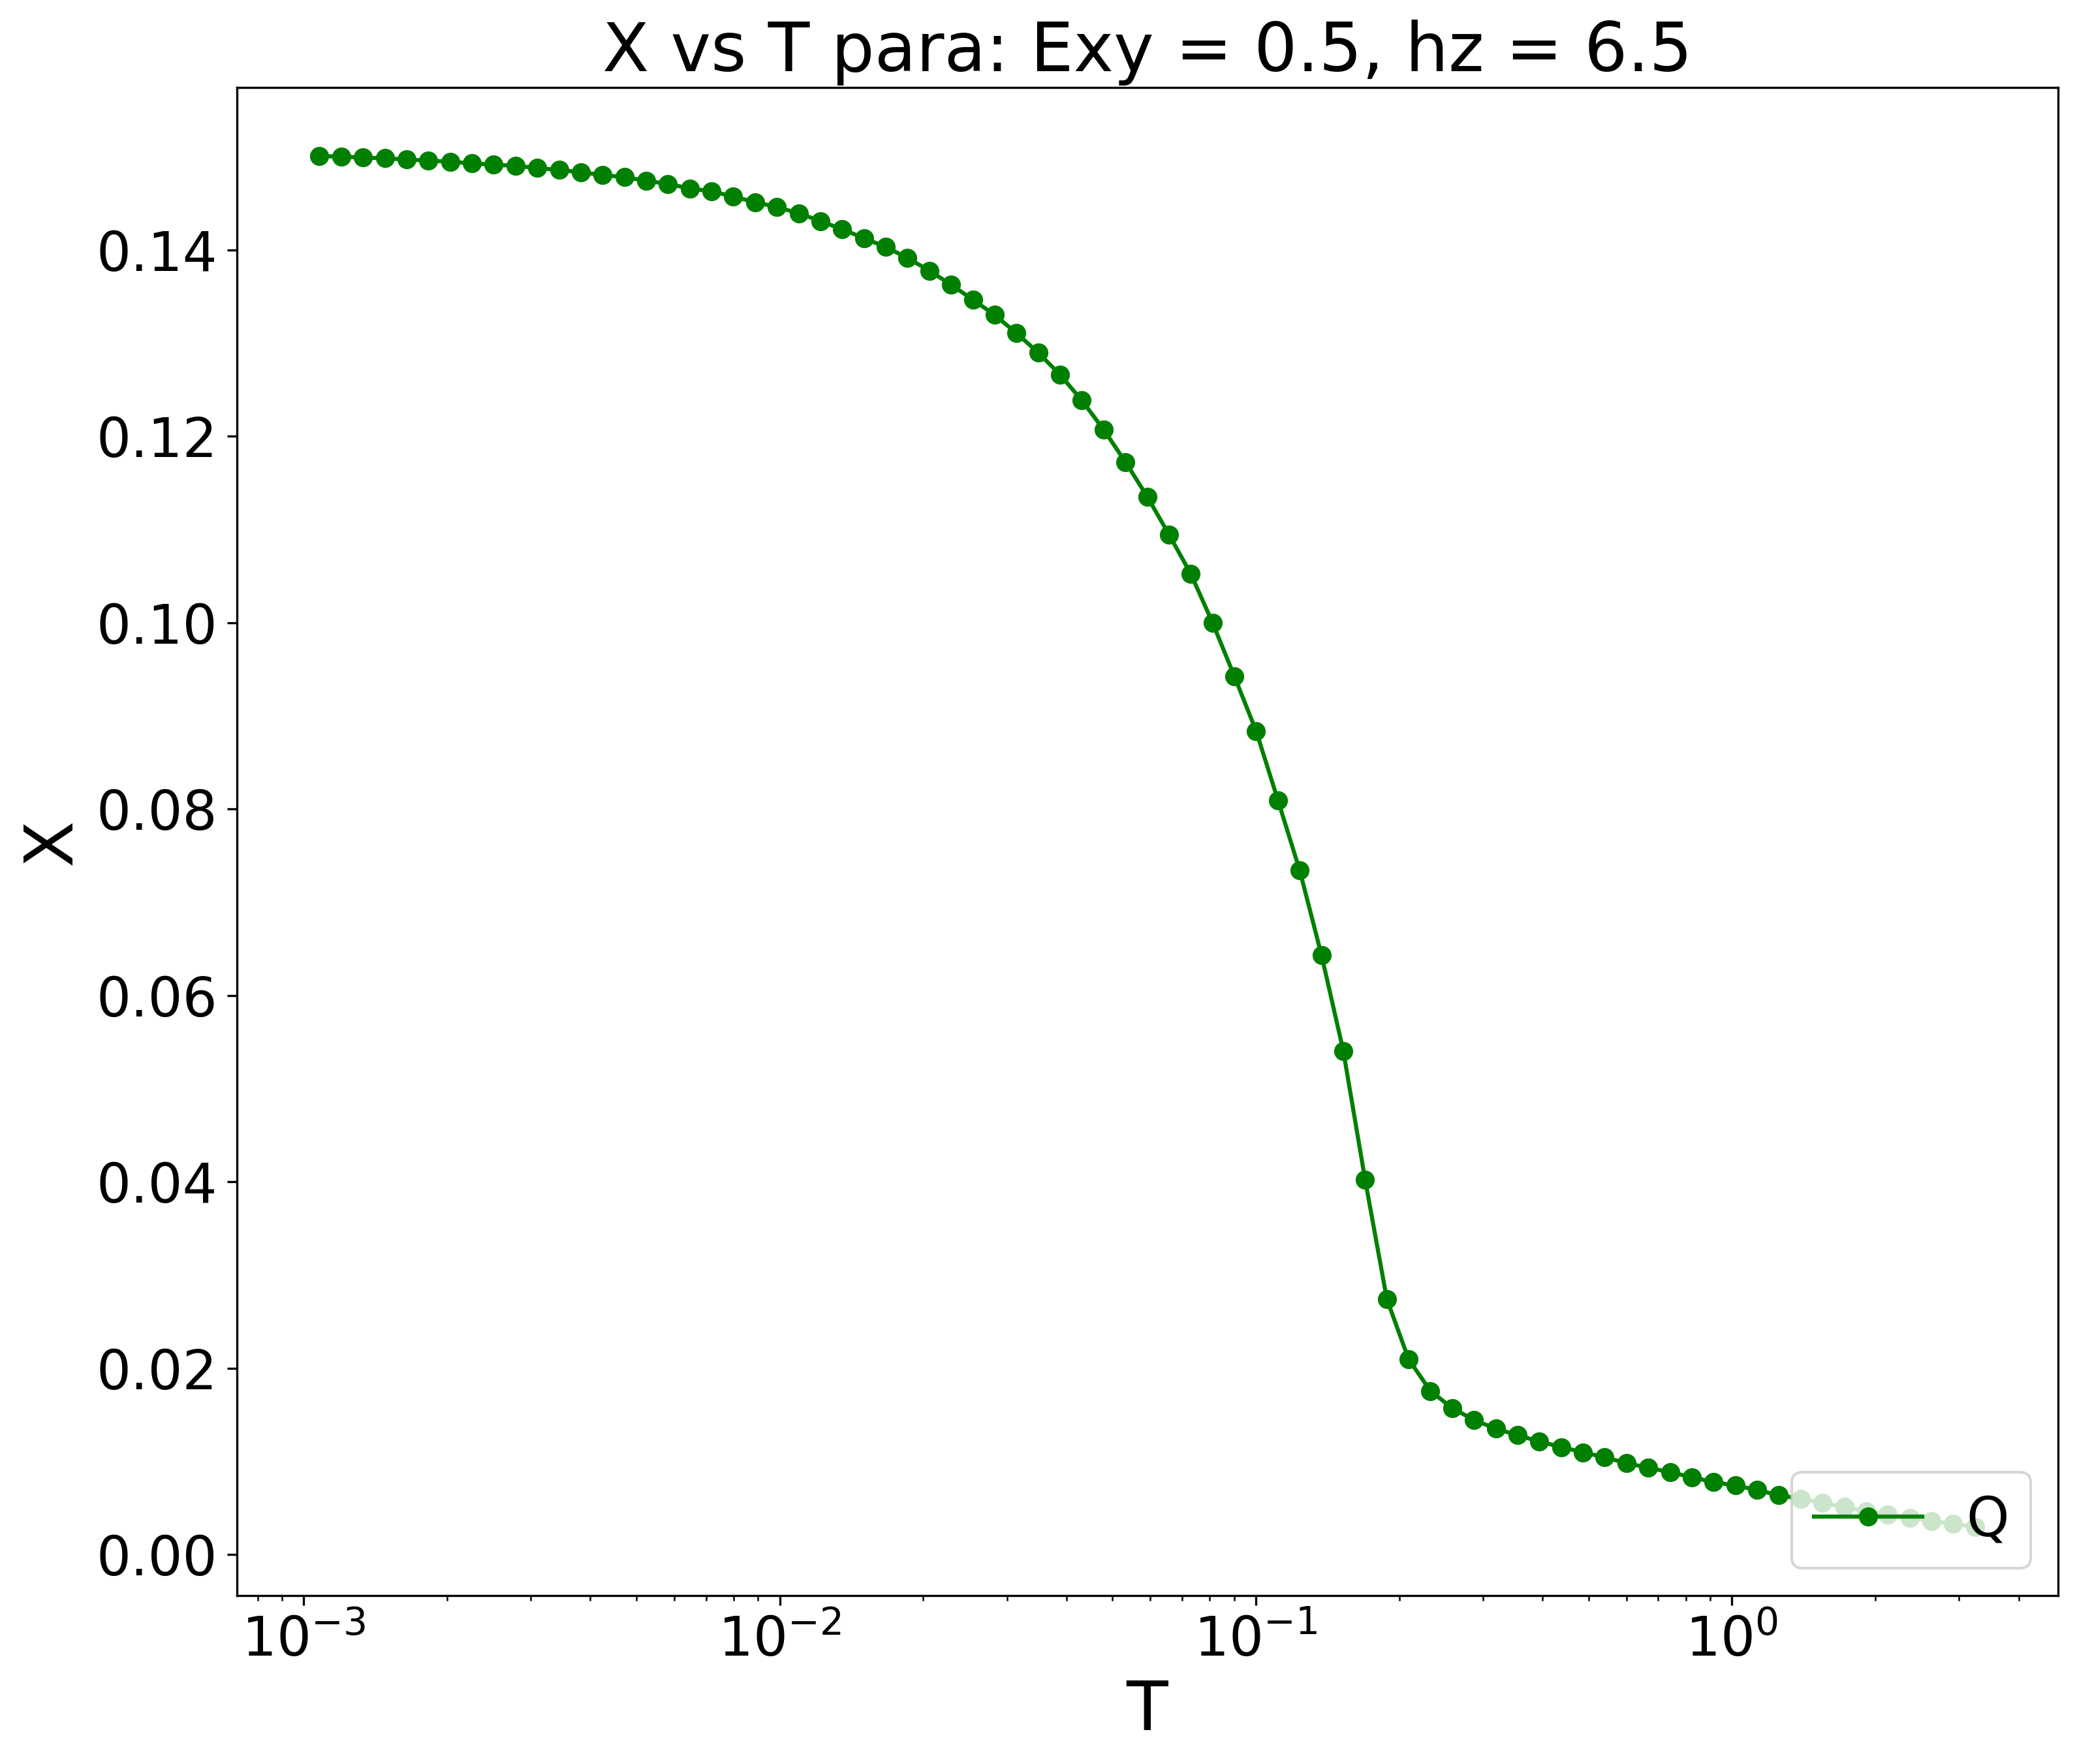 X vs T para: Exy = 0.5, hz = 6.5
X
0.14
0.12
0.10
0.08
0.06
0.04
0.02
0.00
Q
10⁻³ 10⁻² 10⁻¹ 10⁰
T